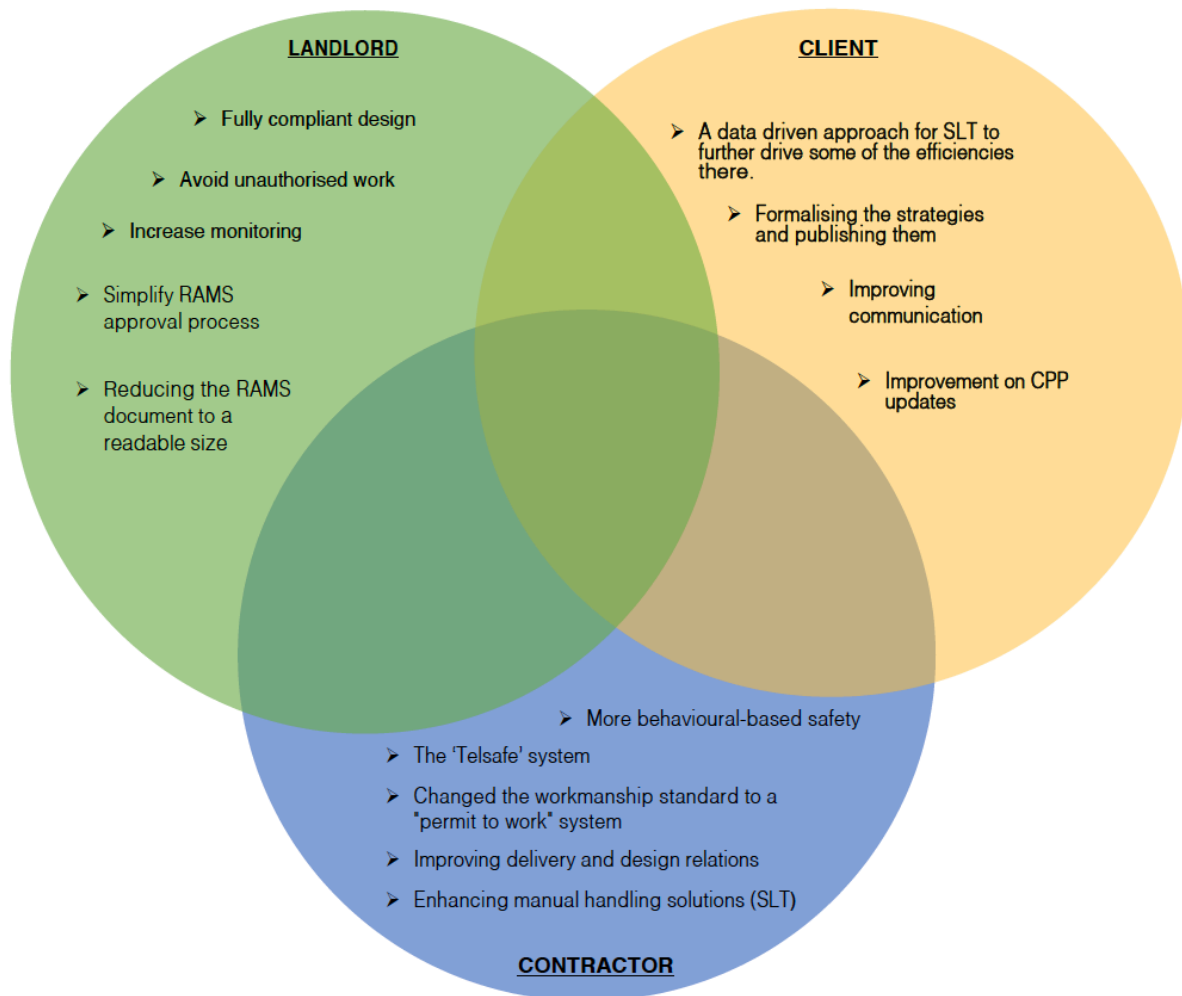 LANDLORD
➢ Fully compliant design
➢ Avoid unauthorised work
➢ Increase monitoring
➢ Simplify RAMS
approval process
➢ Reducing the RAMS
document to a
readable size
CLIENT
➢ A data driven approach for SLT to
further drive some of the efficiencies
there.
➢ Formalising the strategies
and publishing them
➢ Improving
communication
➢ Improvement on CPP
updates
➢ More behavioural-based safety
➢ The ‘Telsafe’ system
➢ Changed the workmanship standard to a
"permit to work" system
➢ Improving delivery and design relations
➢ Enhancing manual handling solutions (SLT)
CONTRACTOR